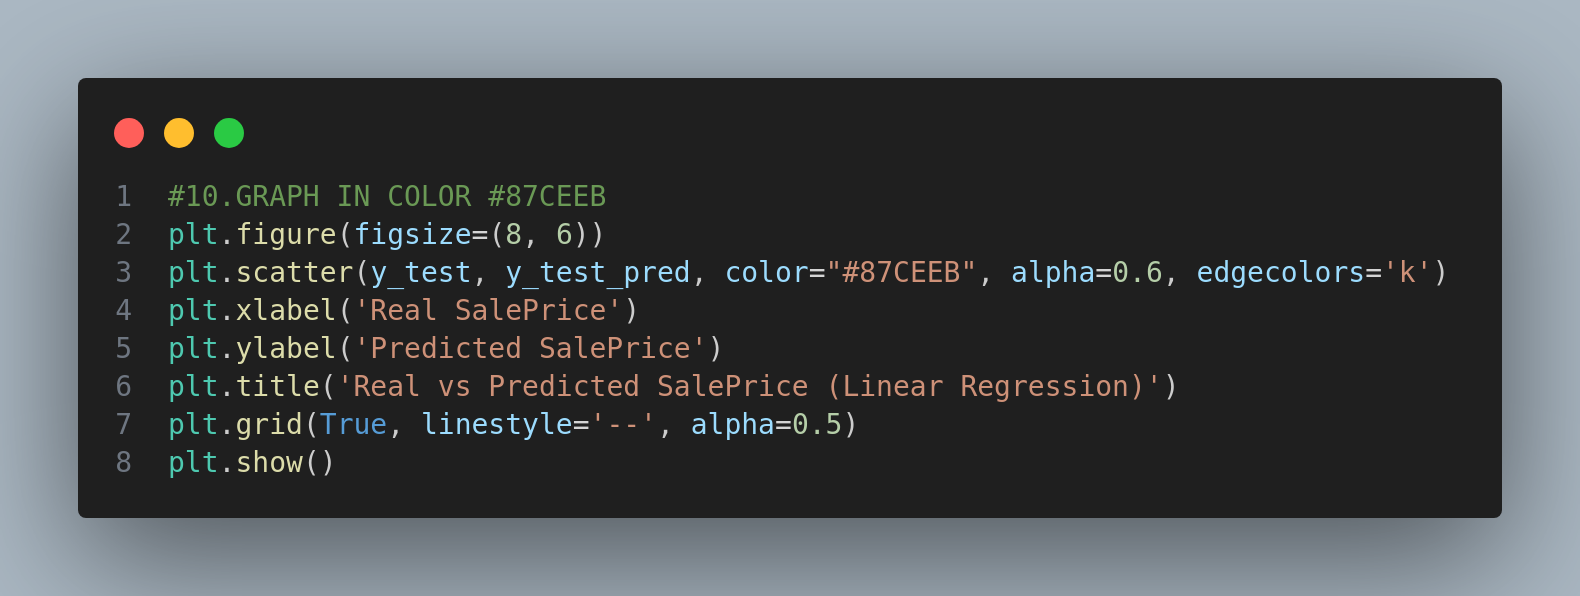 1 #10.GRAPH IN COLOR #87CEEB
2 plt.figure(figsize=(8, 6))
3 plt.scatter(y_test, y_test_pred, color="#87CEEB", alpha=0.6, edgecolors='k')
4 plt.xlabel('Real SalePrice')
5 plt.ylabel('Predicted SalePrice')
6 plt.title('Real vs Predicted SalePrice (Linear Regression)')
7 plt.grid(True, linestyle='--', alpha=0.5)
8 plt.show()